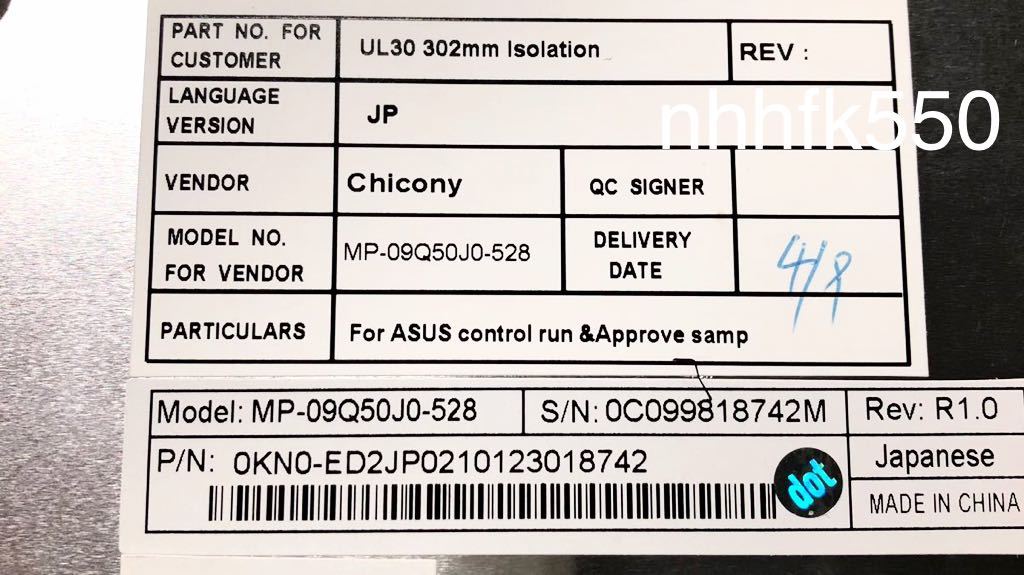 PART NO. FOR CUSTOMER
UL30 302mm Isolation
REV :
LANGUAGE VERSION
JP
nhhfk550
VENDOR
Chicony
QC SIGNER
MODEL NO. FOR VENDOR
MP-09Q50J0-528
DELIVERY DATE
4/8
PARTICULARS
For ASUS control run &Approve samp
Model: MP-09Q50J0-528
S/N: 0C099818742M
Rev: R1.0
P/N: 0KN0-ED2JP0210123018742
dot
Japanese
MADE IN CHINA